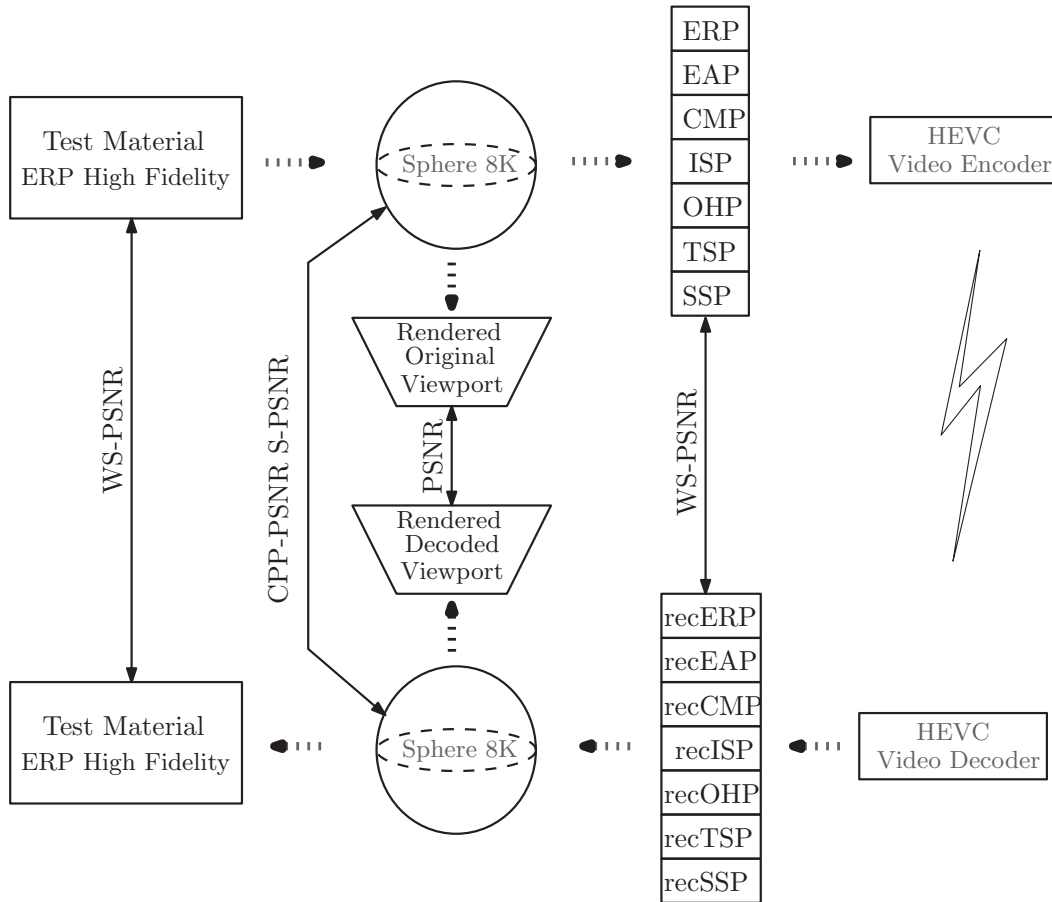 Test Material
ERP High Fidelity
Sphere 8K
ERP
EAP
CMP
ISP
OHP
TSP
SSP
HEVC
Video Encoder
Rendered
Original
Viewport
WS-PSNR
CPP-PSNR S-PSNR
PSNR
WS-PSNR
Rendered
Decoded
Viewport
Test Material
ERP High Fidelity
Sphere 8K
recERP
recEAP
recCMP
recISP
recOHP
recTSP
recSSP
HEVC
Video Decoder